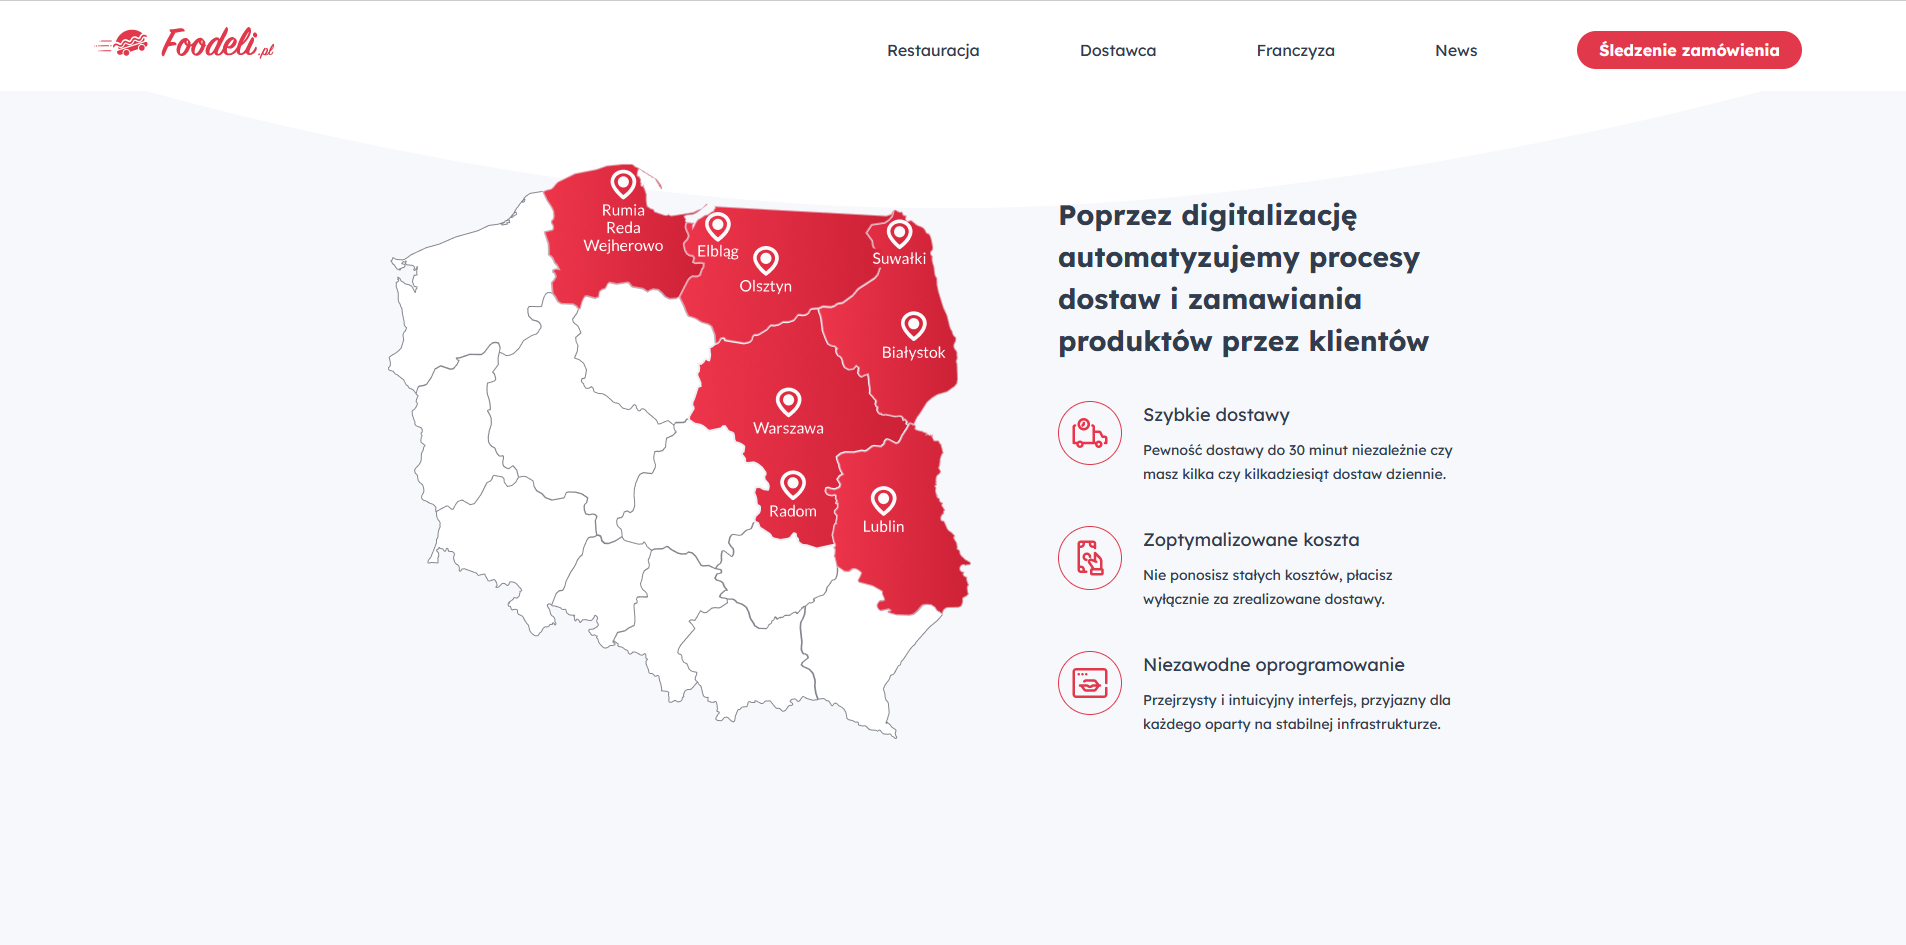 Foodeli.pl
Restauracja
Dostawca
Franczyza
News
Śledzenie zamówienia
Rumia
Reda
Wejherowo
Elbląg
Olsztyn
Suwałki
Białystok
Warszawa
Radom
Lublin
Poprzez digitalizację
automatyzujemy procesy
dostaw i zamawiania
produktów przez klientów
Szybkie dostawy
Pewność dostawy do 30 minut niezależnie czy
masz kilka czy kilkadziesiąt dostaw dziennie.
Zoptymalizowane koszta
Nie ponosisz stałych kosztów, płacisz
wyłącznie za zrealizowane dostawy.
Niezawodne oprogramowanie
Przejrzysty i intuicyjny interfejs, przyjazny dla
każdego oparty na stabilnej infrastrukturze.